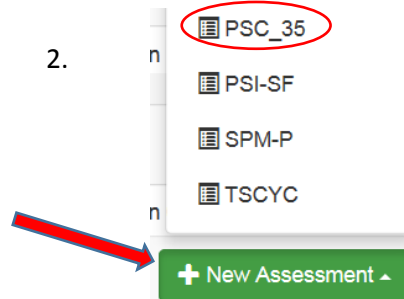 PSC_35
2.
n
PSI-SF
SPM-P
TSCYC
n
New Assessment